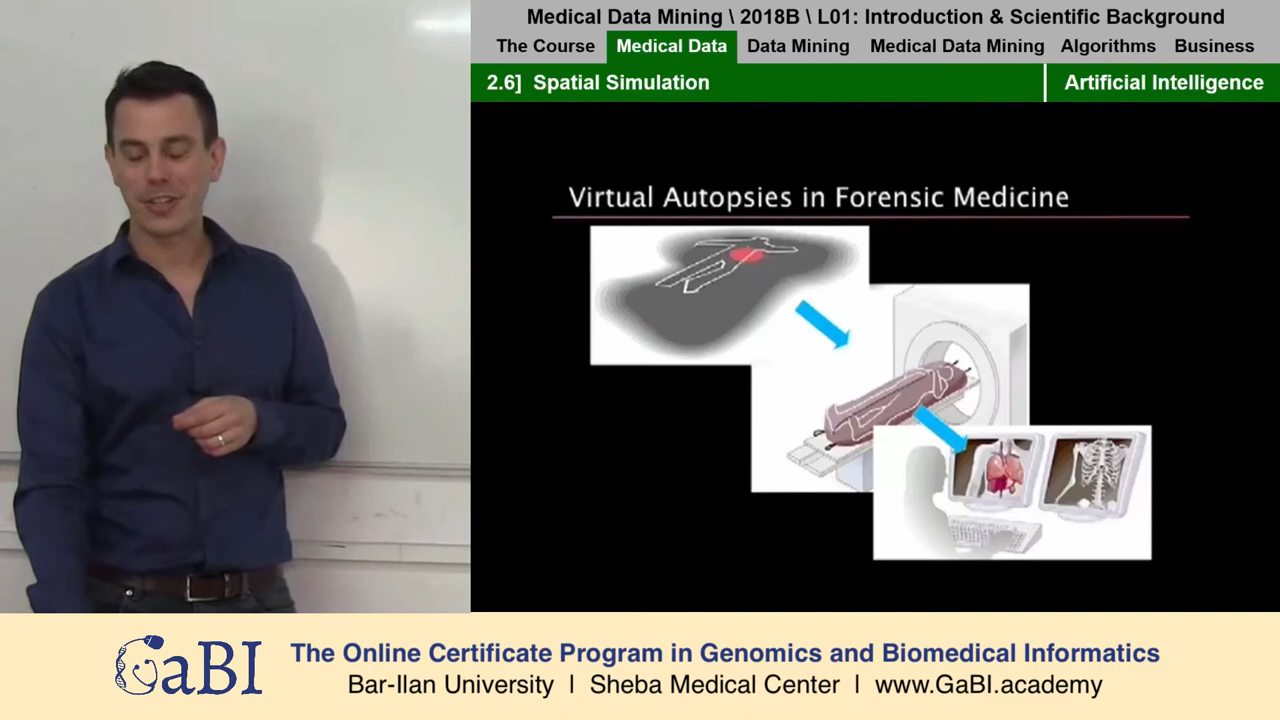 Medical Data Mining \ 2018B \ L01: Introduction & Scientific Background
The Course Medical Data Data Mining Medical Data Mining Algorithms Business
2.6] Spatial Simulation Artificial Intelligence
Virtual Autopsies in Forensic Medicine
GaBI The Online Certificate Program in Genomics and Biomedical Informatics
Bar-Ilan University | Sheba Medical Center | www.GaBI.academy